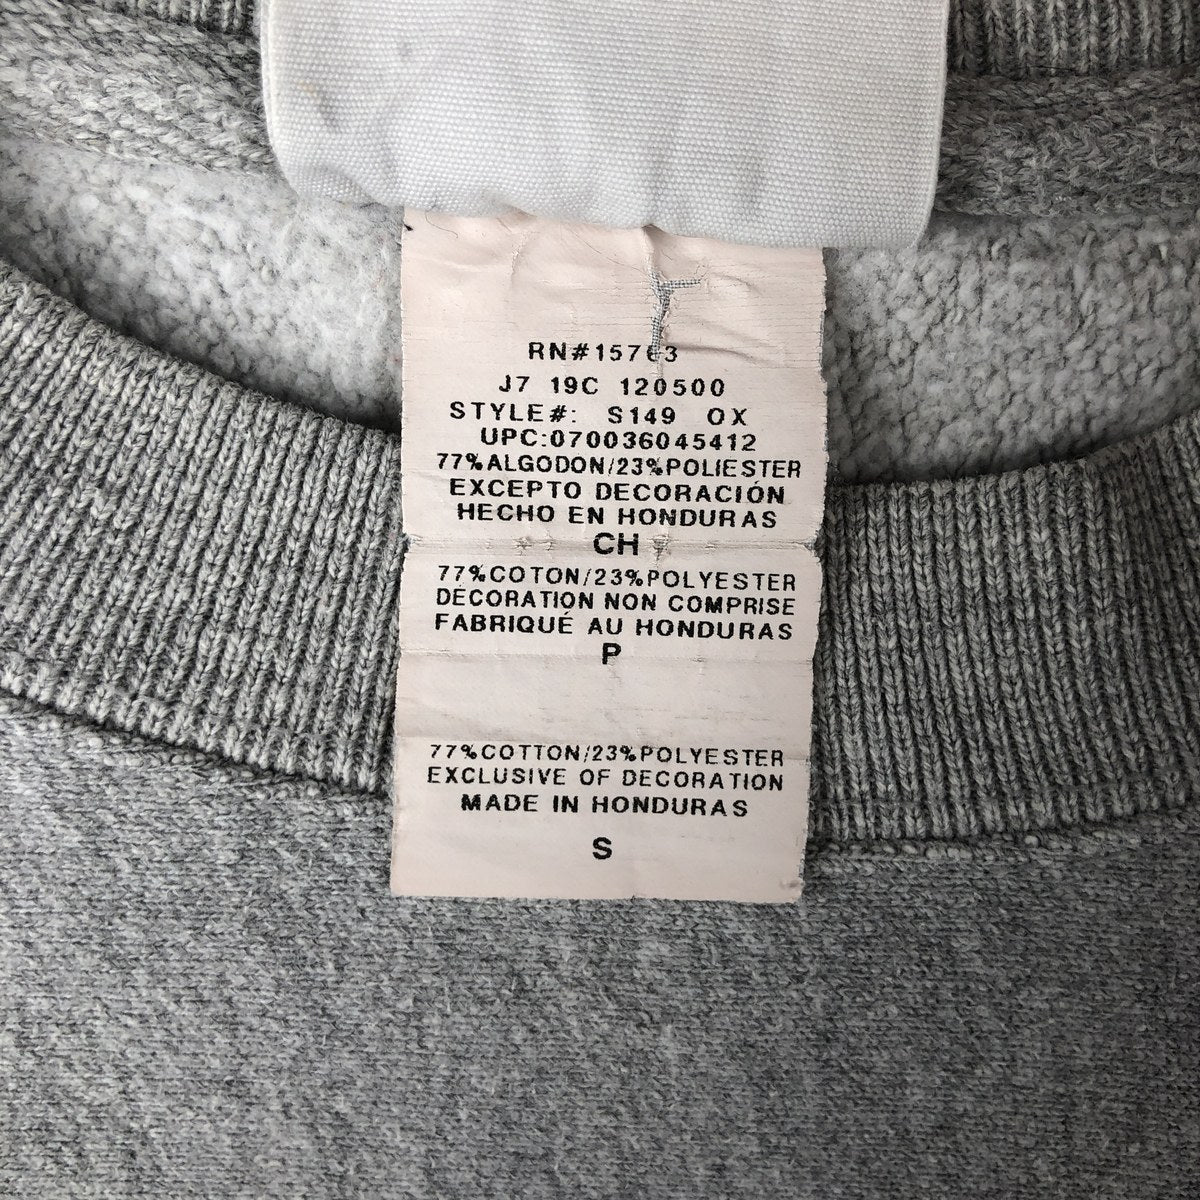 RN#15763
J7 19C 120500
STYLE#: S149 OX
UPC:070036045412
77%ALGODON/23%POLIESTER
EXCEPTO DECORACIÓN
HECHO EN HONDURAS
CH
77%COTON/23%POLYESTER
DÉCORATION NON COMPRISE
FABRIQUÉ AU HONDURAS
P
77%COTTON/23%POLYESTER
EXCLUSIVE OF DECORATION
MADE IN HONDURAS
S